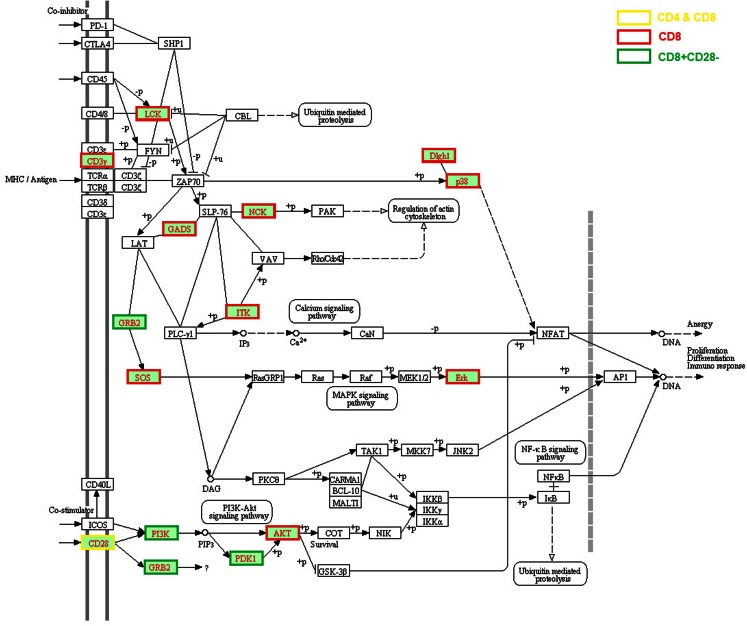 Co-inhibitor
PD-1
CTLA4
SHP1
CD4 & CD8
CD8
CD8+CD28-
CD45
-p
LCK
+u
CD4/8
CBL
Ubiquitin mediated
proteolysis
-p
+u
CD3ε
+p
FYN
CD3γ
+p
-p
+p
-p
+u
Dlgh1
MHC / Antigen
TCRα
CD3ζ
TCRβ
CD3ζ
ZAP70
+p
p38
CD3δ
CD3ε
+p
+p
SLP-76
NCK
+p
PAK
Regulation of actin
cytoskeleton
GADS
LAT
VAV
Rho/Cdc42
+p
ITK
Calcium signaling
pathway
GRB2
+p
PLC-γ1
IP3
Ca2+
CaN
-p
NFAT
+p
DNA
Anergy
Proliferation
Differentiation
Immuno response
SOS
RasGRP1
Ras
Raf
+p
MEK1/2
+p
Erk
+p
AP1
DNA
+p
MAPK signaling
pathway
TAK1
+p
MKK7
+p
JNK2
NF-κB signaling
pathway
DAG
PKCθ
+p
+p
CARMA1
BCL-10
MALT1
+p
+u
IKKβ
IKKγ
IKKα
+p
NFκB
IκB
CD40L
Co-stimulator
ICOS
PI3K-Akt
signaling pathway
CD28
PI3K
PIP3
AKT
+p
COT
+p
NIK
+p
Survival
PDK1
+p
GRB2
?
+p
GSK-3β
Ubiquitin mediated
proteolysis